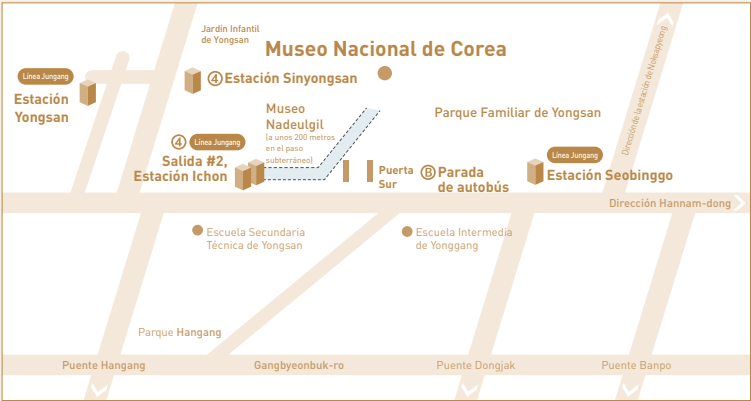 Jardín Infantil
de Yongsan
Museo Nacional de Corea
Línea Jungang
Estación
Yongsan
④ Estación Sinyongsan
Dirección de la estación de Noksapyeong
Museo
Nadeulgil
(a unos 200 metros
en el paso
subterráneo)
Parque Familiar de Yongsan
④ Línea Jungang
Salida #2,
Estación Ichon
Puerta
Sur
Ⓑ Parada
de autobús
Línea Jungang
Estación Seobinggo
Dirección Hannam-dong
Escuela Secundaria
Técnica de Yongsan
Escuela Intermedia
de Yonggang
Parque Hangang
Puente Hangang
Gangbyeonbuk-ro
Puente Dongjak
Puente Banpo